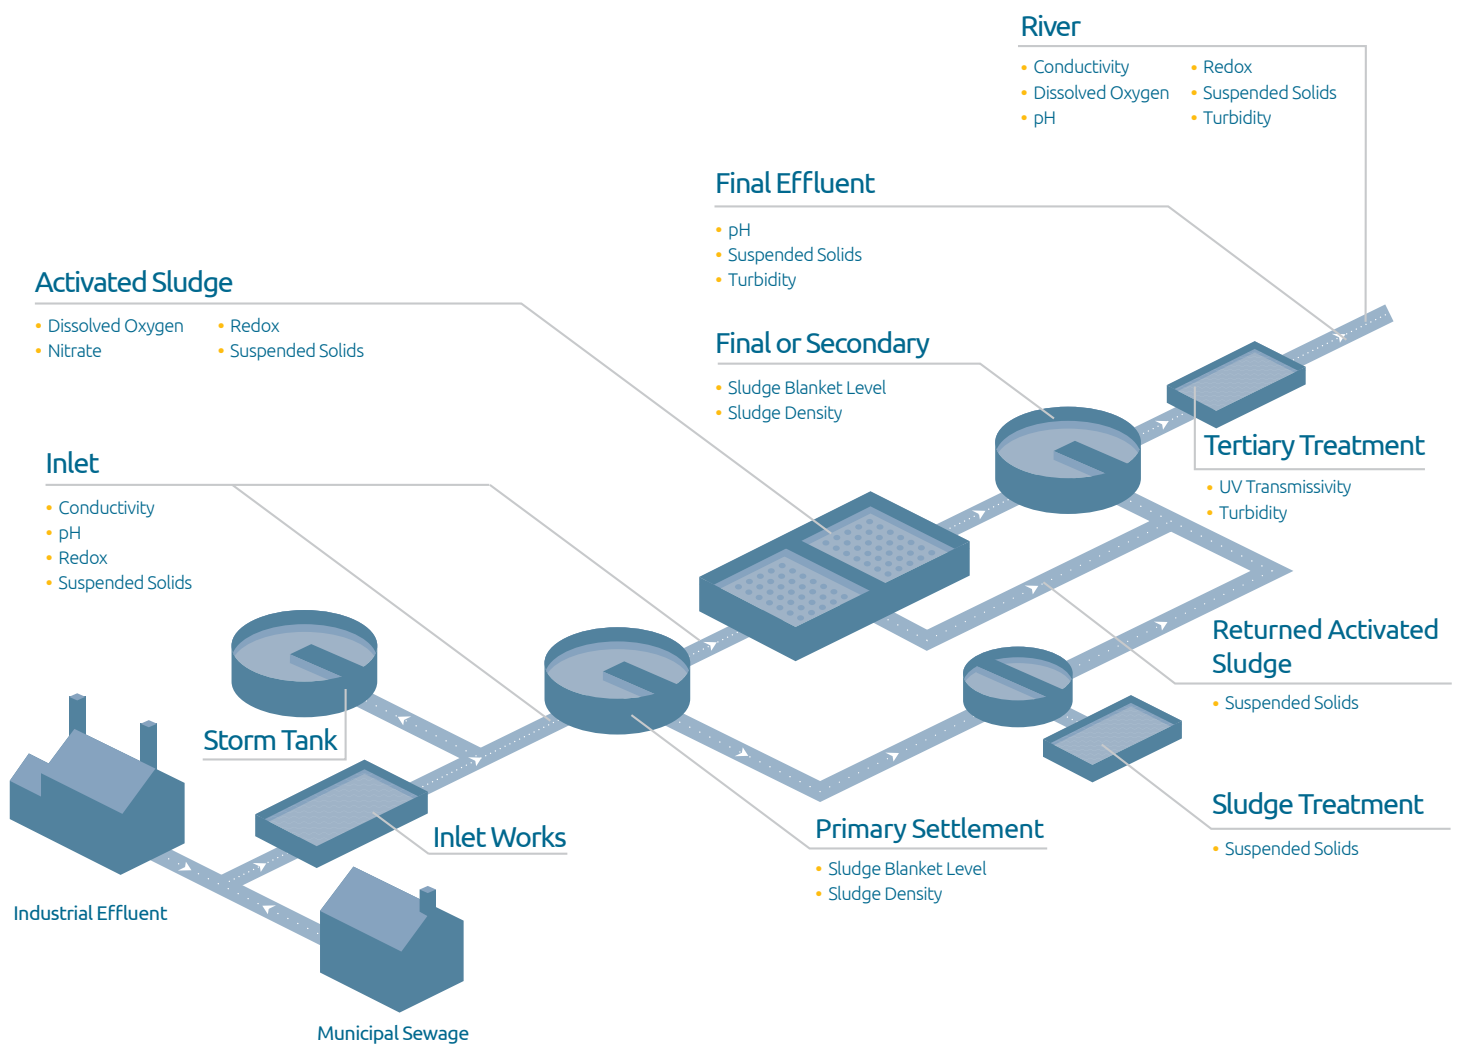 River
• Conductivity
• Dissolved Oxygen
• pH
• Redox
• Suspended Solids
• Turbidity
Final Effluent
• pH
• Suspended Solids
• Turbidity
Activated Sludge
• Dissolved Oxygen
• Nitrate
• Redox
• Suspended Solids
Final or Secondary
• Sludge Blanket Level
• Sludge Density
Inlet
• Conductivity
• pH
• Redox
• Suspended Solids
Tertiary Treatment
• UV Transmissivity
• Turbidity
Returned Activated
Sludge
• Suspended Solids
Storm Tank
Inlet Works
Primary Settlement
• Sludge Blanket Level
• Sludge Density
Sludge Treatment
• Suspended Solids
Industrial Effluent
Municipal Sewage